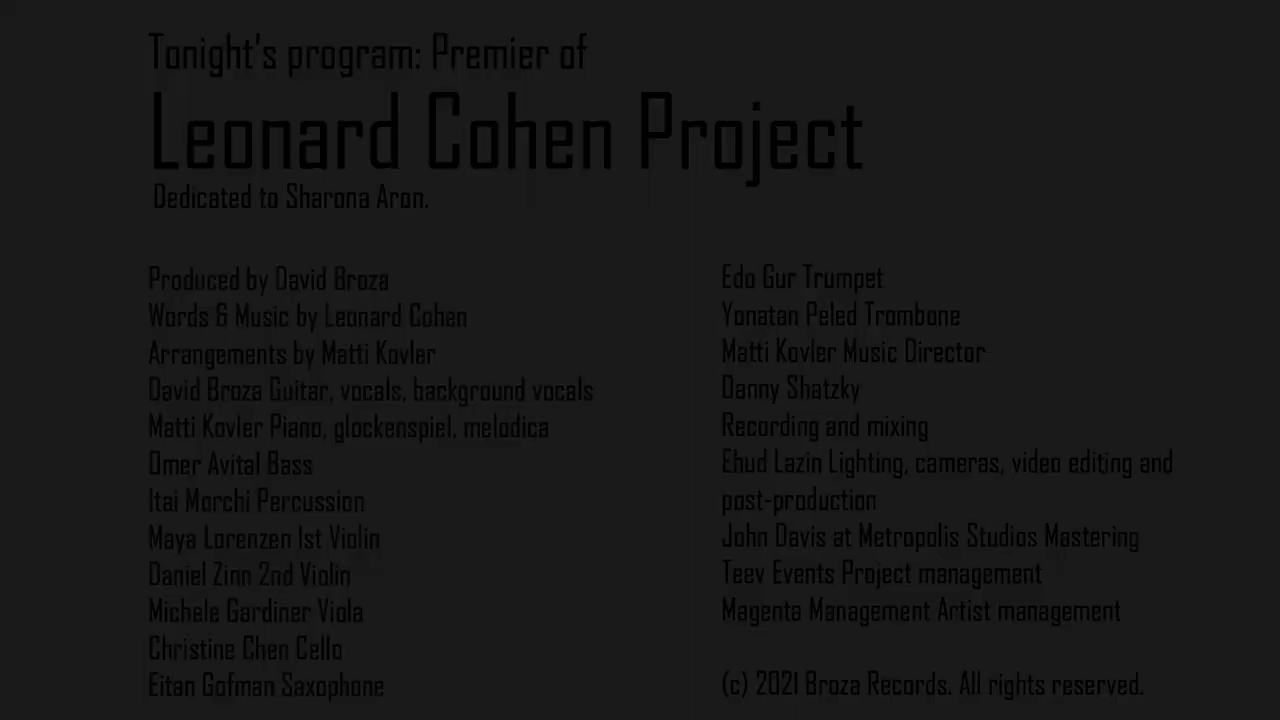 Tonight's program: Premier of
Leonard Cohen Project
Dedicated to Sharona Aron.
Produced by David Broza
Words & Music by Leonard Cohen
Arrangements by Matti Kovler
David Broza Guitar, vocals, background vocals
Matti Kovler Piano, glockenspiel, melodica
Omer Avital Bass
Itai Morchi Percussion
Maya Lorenzen 1st Violin
Daniel Zinn 2nd Violin
Michele Gardiner Viola
Christine Chen Cello
Eitan Gofman Saxophone
Edo Gur Trumpet
Yonatan Peled Trombone
Matti Kovler Music Director
Danny Shatzky
Recording and mixing
Ehud Lazin Lighting, cameras, video editing and
post-production
John Davis at Metropolis Studios Mastering
Teev Events Project management
Magenta Management Artist management
(c) 2021 Broza Records. All rights reserved.